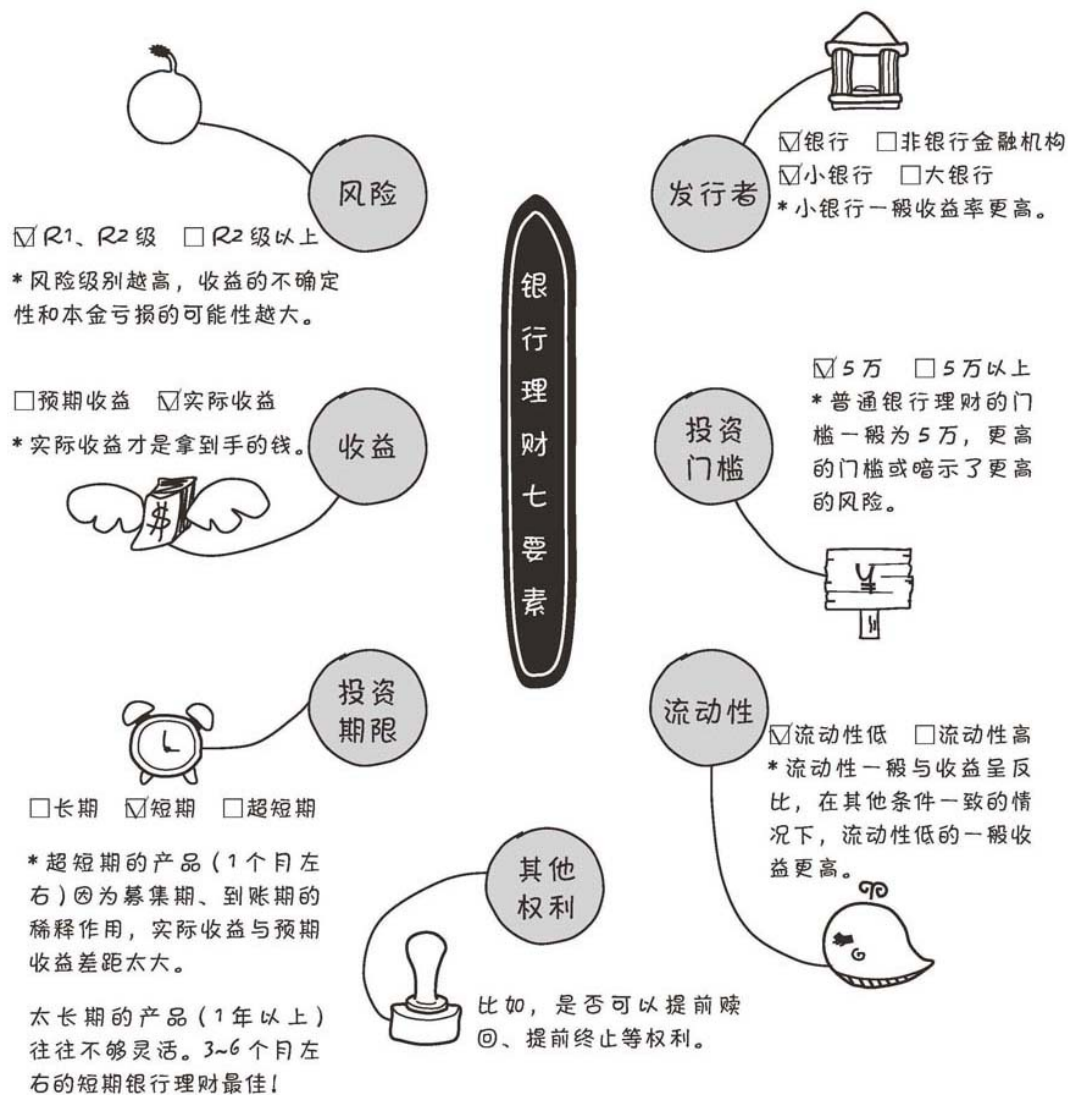 银行理财七要素
风险
☑R1、R2级 □R2级以上
*风险级别越高，收益的不确定
性和本金亏损的可能性越大。
发行者
☑银行 □非银行金融机构
☑小银行 □大银行
*小银行一般收益率更高。
收益
□预期收益 ☑实际收益
*实际收益才是拿到手的钱。
$
投资
门槛
☑5万 □5万以上
*普通银行理财的门
槛一般为5万，更高
的门槛或暗示了更高
的风险。
¥
投资
期限
□长期 ☑短期 □超短期
*超短期的产品(1个月左
右)因为募集期、到账期的
稀释作用，实际收益与预期
收益差距太大。
太长期的产品(1年以上)
往往不够灵活。3~6个月左
右的短期银行理财最佳!
流动性
☑流动性低 □流动性高
*流动性一般与收益呈反
比，在其他条件一致的情
况下，流动性低的一般收
益更高。
其他
权利
比如，是否可以提前赎
回、提前终止等权利。